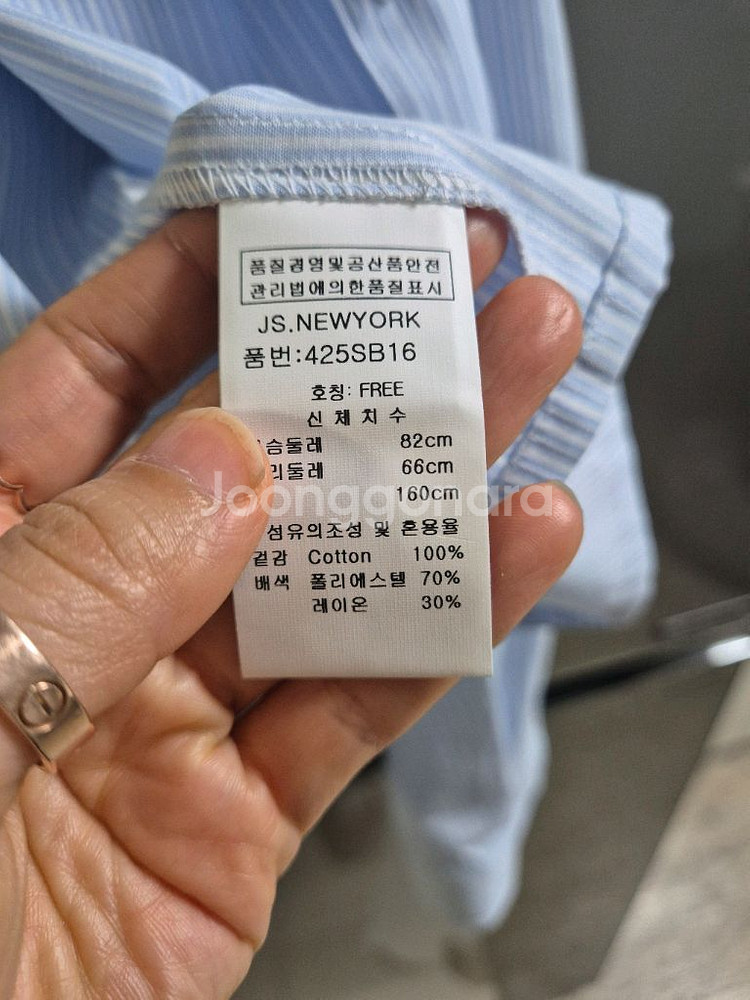 품질경영및공산품안전
관리법에의한품질표시
JS.NEWYORK
품번:425SB16
호칭: FREE
신 체 치 수
슴둘레 82cm
리둘레 66cm
160cm
섬유의조성 및 혼용율
겉감 Cotton 100%
배색 폴리에스텔 70%
레이온 30%
Joonggonara